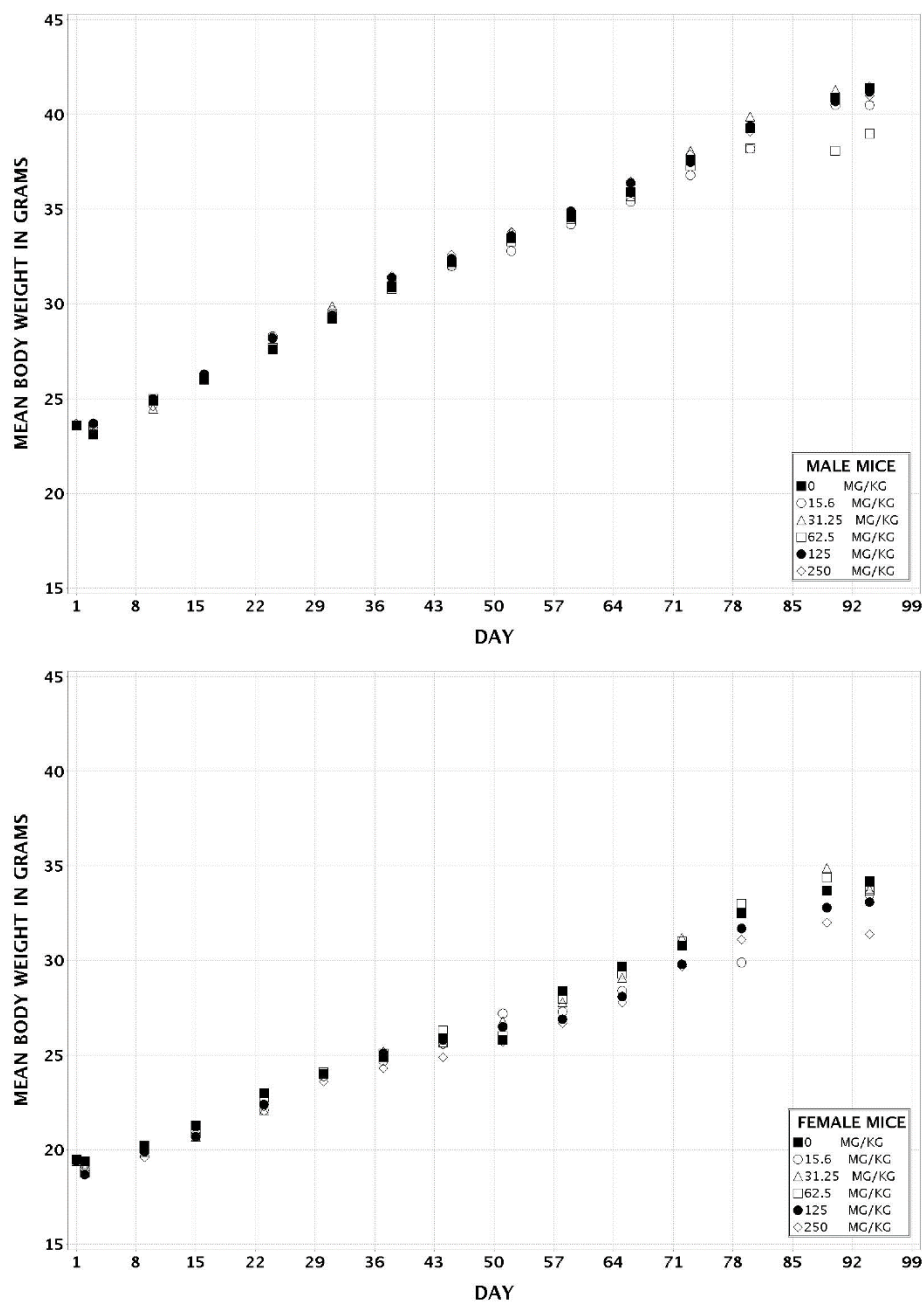 45
40
35
30
25
20
15
MEAN BODY WEIGHT IN GRAMS
MALE MICE
0 MG/KG
15.6 MG/KG
31.25 MG/KG
62.5 MG/KG
125 MG/KG
250 MG/KG
1 8 15 22 29 36 43 50 57 64 71 78 85 92 99
DAY
45
40
35
30
25
20
15
MEAN BODY WEIGHT IN GRAMS
FEMALE MICE
0 MG/KG
15.6 MG/KG
31.25 MG/KG
62.5 MG/KG
125 MG/KG
250 MG/KG
1 8 15 22 29 36 43 50 57 64 71 78 85 92 99
DAY